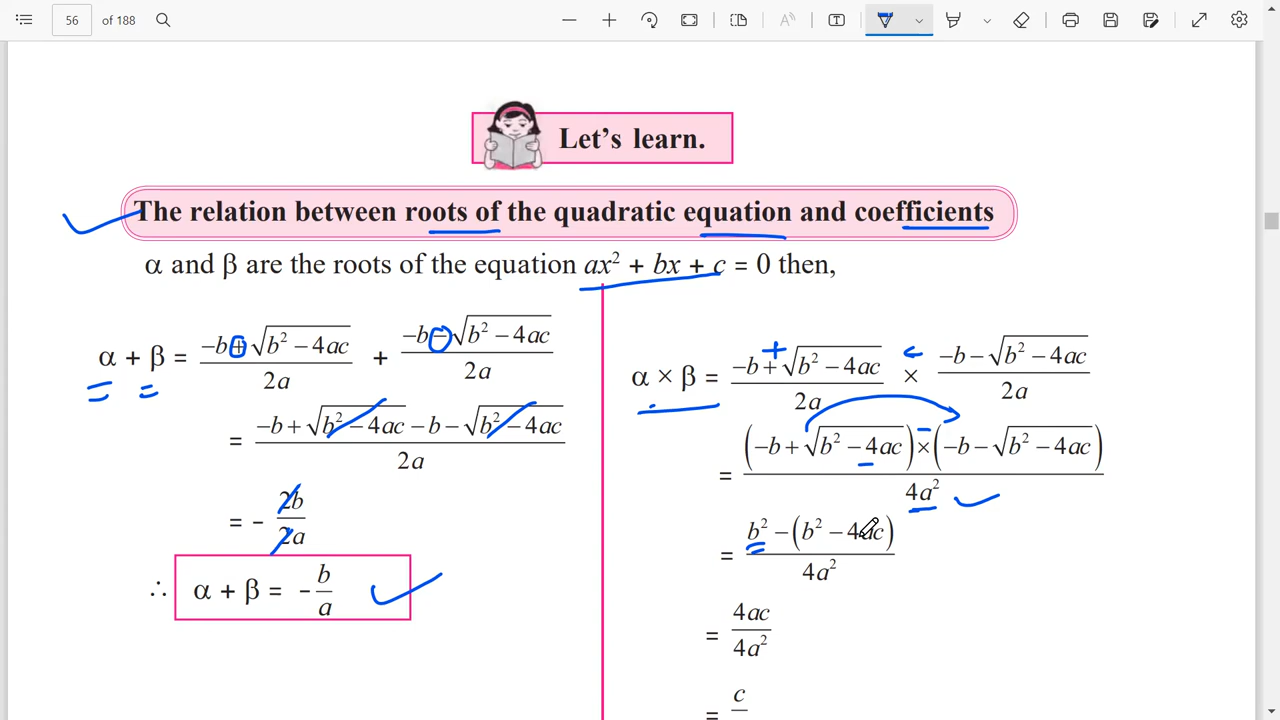 56 of 188
Let's learn.
The relation between roots of the quadratic equation and coefficients
α and β are the roots of the equation ax² + bx + c = 0 then,
α + β = (-b + √(b² - 4ac))/2a + (-b - √(b² - 4ac))/2a
= (-b + √(b² - 4ac) - b - √(b² - 4ac))/2a
= - 2b/2a
∴ α + β = - b/a
α × β = (-b + √(b² - 4ac))/2a × (-b - √(b² - 4ac))/2a
= ((-b + √(b² - 4ac)) × (-b - √(b² - 4ac)))/4a²
= (b² - (b² - 4ac))/4a²
= 4ac/4a²
= c